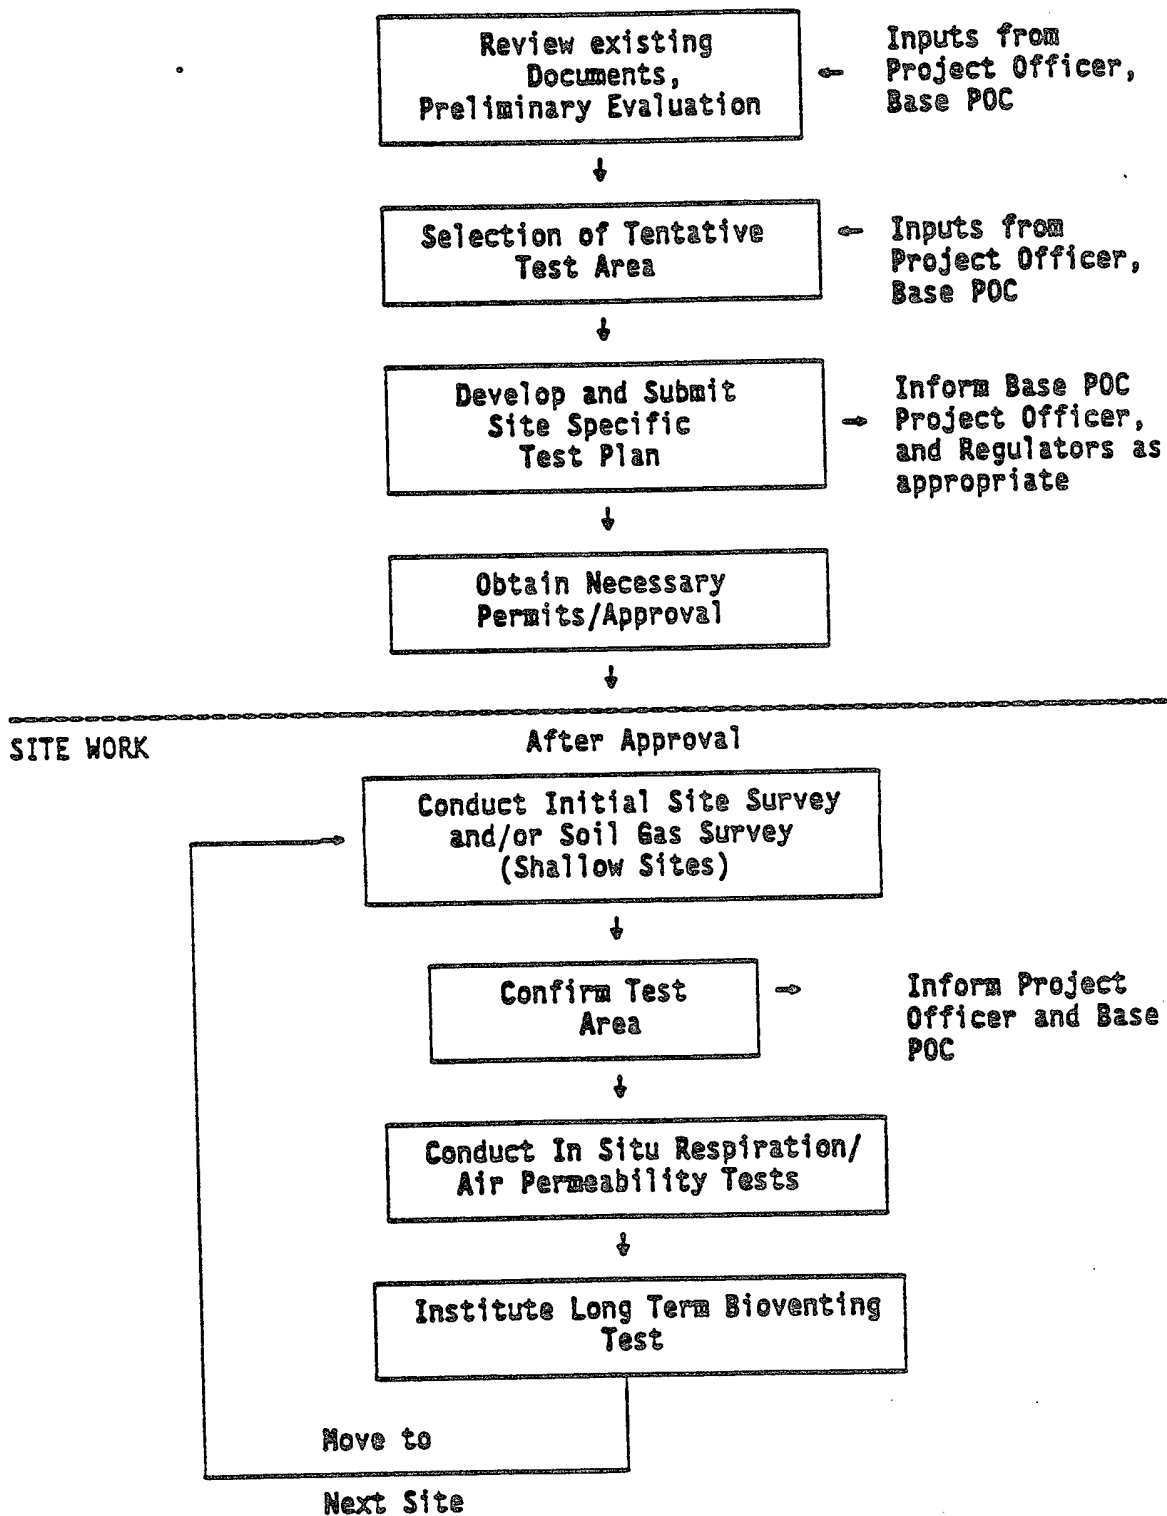 Review existing
Documents,
Preliminary Evaluation
Inputs from
Project Officer,
Base POC
Selection of Tentative
Test Area
Inputs from
Project Officer,
Base POC
Develop and Submit
Site Specific
Test Plan
Inform Base POC
Project Officer,
and Regulators as
appropriate
Obtain Necessary
Permits/Approval
SITE WORK
After Approval
Conduct Initial Site Survey
and/or Soil Gas Survey
(Shallow Sites)
Confirm Test
Area
Inform Project
Officer and Base
POC
Conduct In Situ Respiration/
Air Permeability Tests
Institute Long Term Bioventing
Test
Move to
Next Site